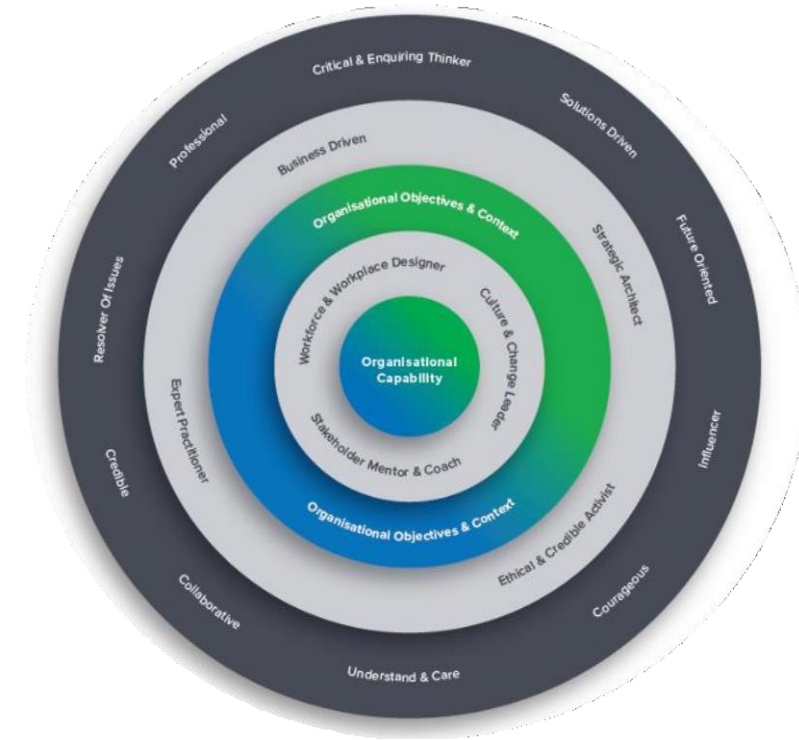 Critical & Enquiring Thinker
Solutions Driven
Future Oriented
Influencer
Courageous
Understand & Care
Collaborative
Credible
Resolver Of Issues
Professional
Business Driven
Strategic Architect
Ethical & Credible Activist
Expert Practitioner
Organisational Objectives & Context
Organisational Objectives & Context
Workforce & Workplace Designer
Culture & Change Leader
Stakeholder Mentor & Coach
Organisational
Capability